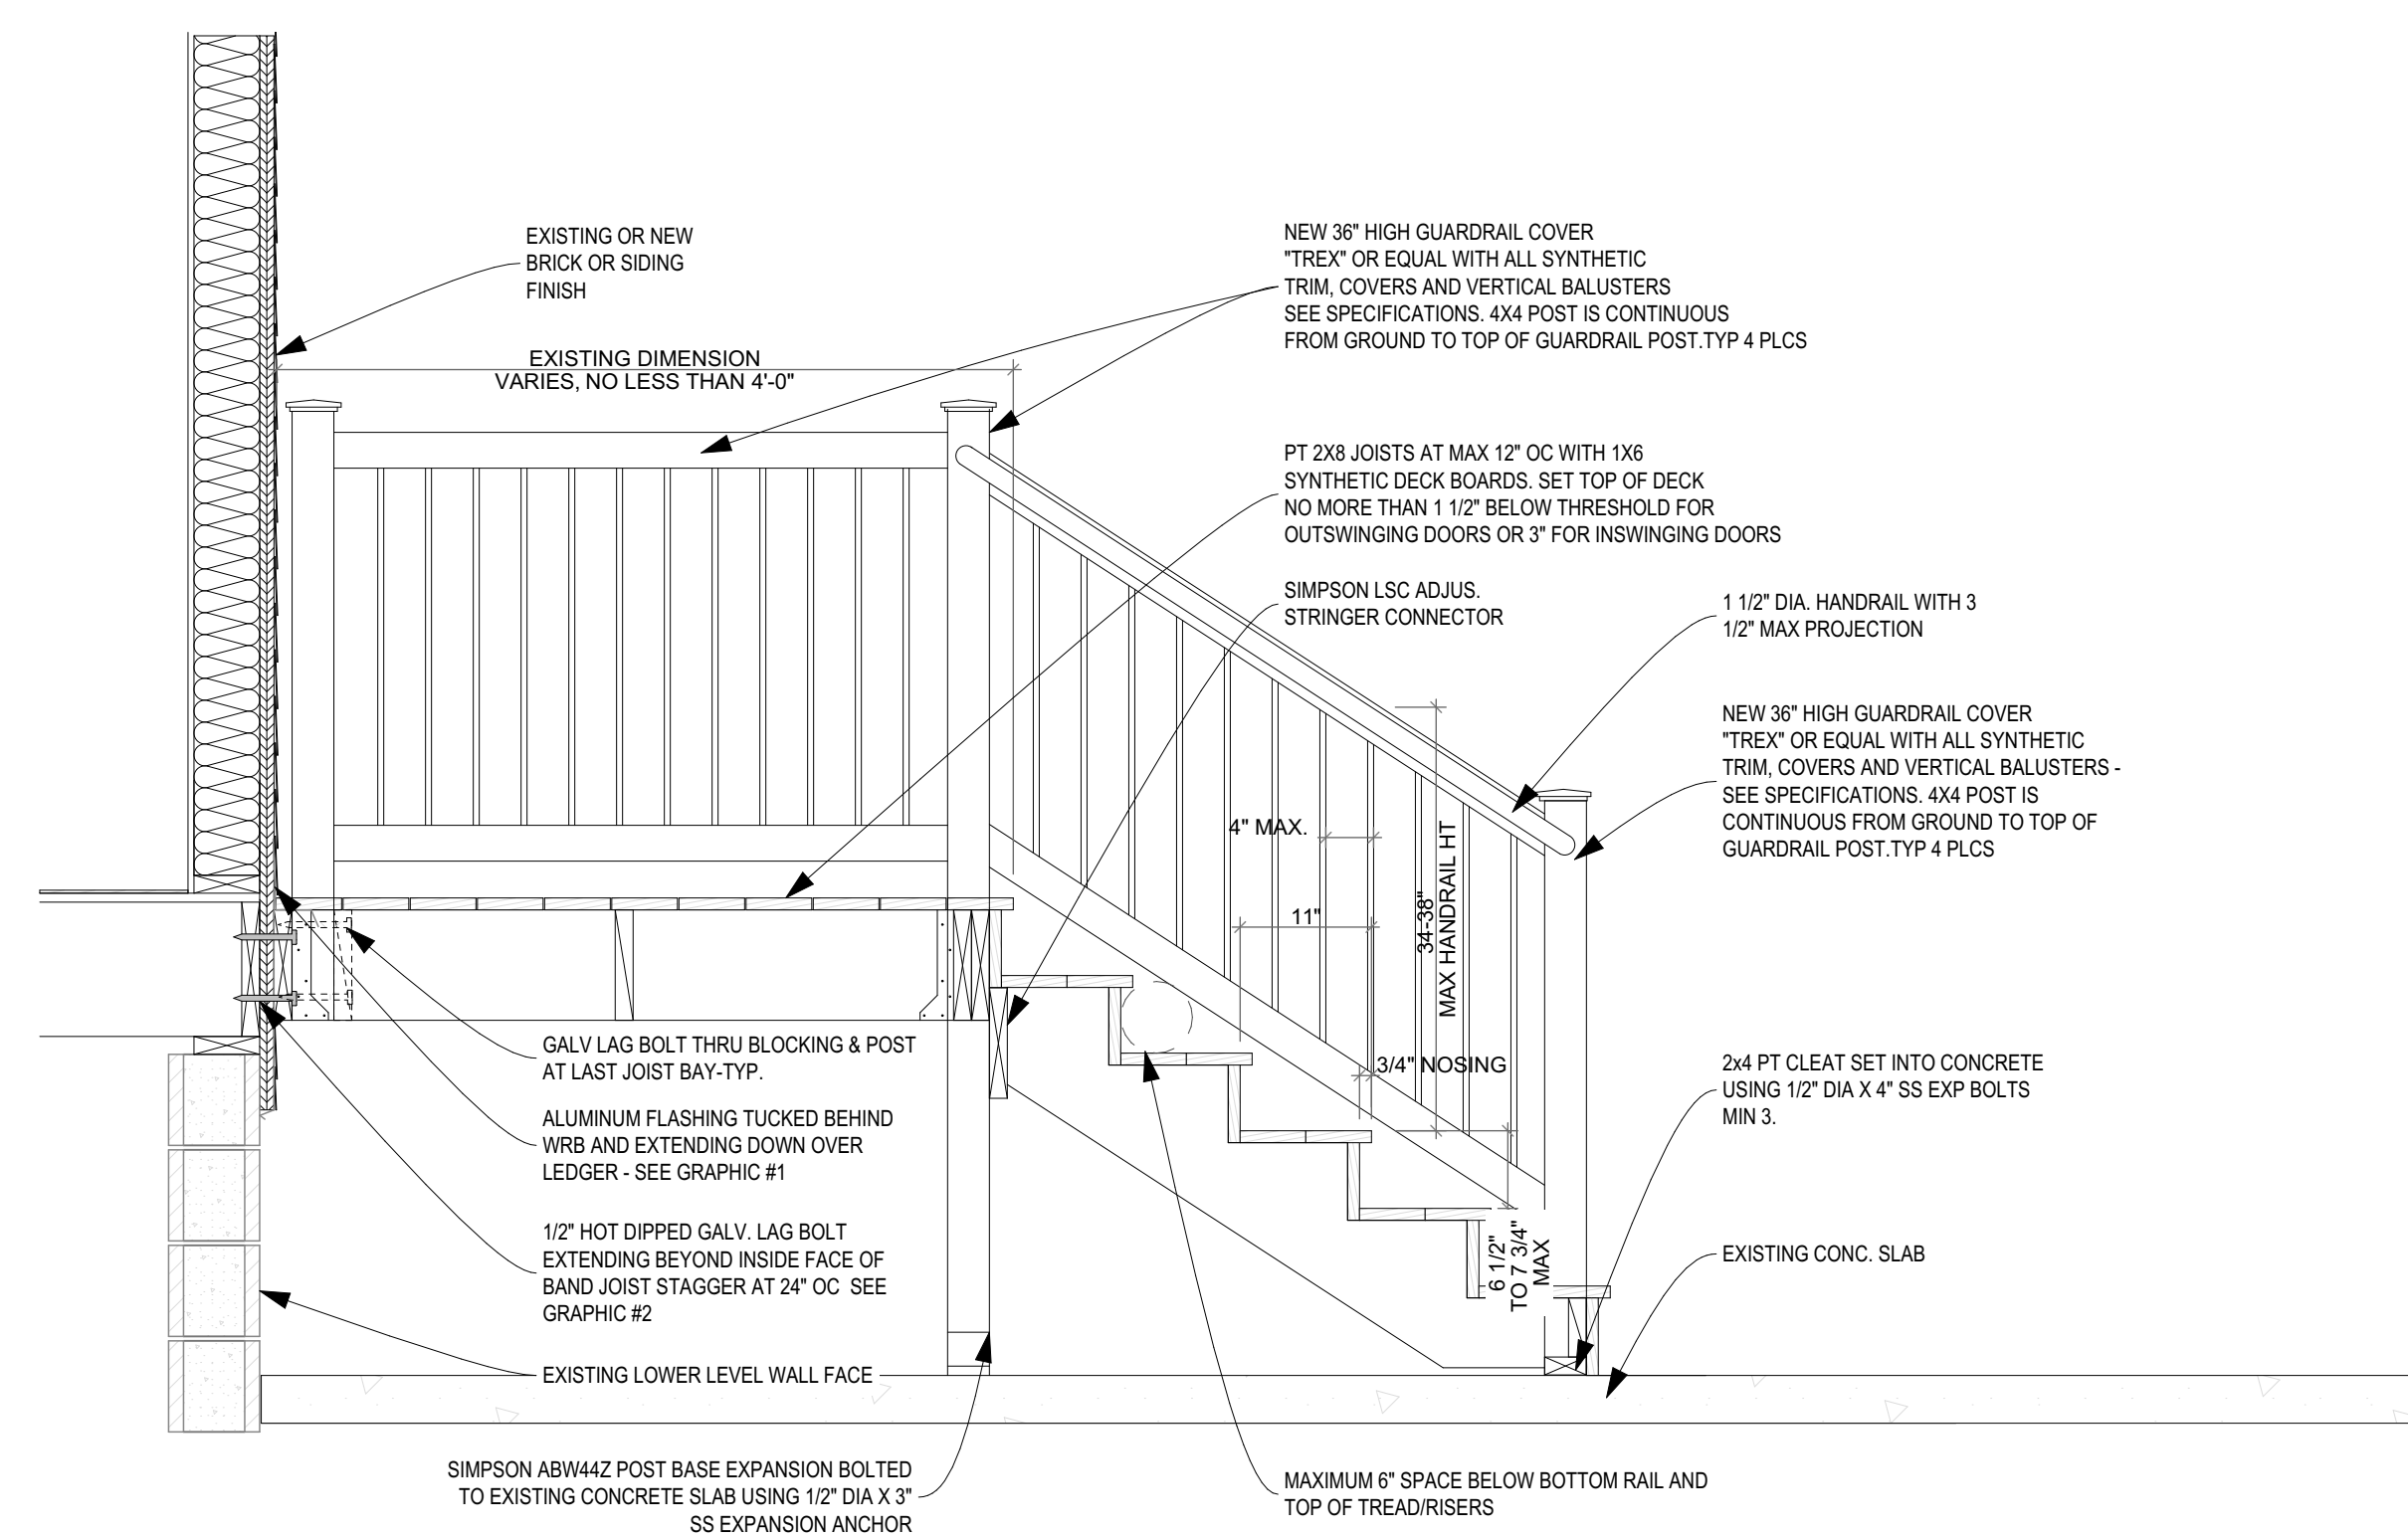 EXISTING OR NEW
BRICK OR SIDING
FINISH
EXISTING DIMENSION
VARIES, NO LESS THAN 4'-0"
NEW 36" HIGH GUARDRAIL COVER
"TREX" OR EQUAL WITH ALL SYNTHETIC
TRIM, COVERS AND VERTICAL BALUSTERS
SEE SPECIFICATIONS. 4X4 POST IS CONTINUOUS
FROM GROUND TO TOP OF GUARDRAIL POST.TYP 4 PLCS
PT 2X8 JOISTS AT MAX 12" OC WITH 1X6
SYNTHETIC DECK BOARDS. SET TOP OF DECK
NO MORE THAN 1 1/2" BELOW THRESHOLD FOR
OUTSWINGING DOORS OR 3" FOR INSWINGING DOORS
SIMPSON LSC ADJUS.
STRINGER CONNECTOR
1 1/2" DIA. HANDRAIL WITH 3
1/2" MAX PROJECTION
NEW 36" HIGH GUARDRAIL COVER
"TREX" OR EQUAL WITH ALL SYNTHETIC
TRIM, COVERS AND VERTICAL BALUSTERS -
SEE SPECIFICATIONS. 4X4 POST IS
CONTINUOUS FROM GROUND TO TOP OF
GUARDRAIL POST.TYP 4 PLCS
4" MAX.
11"
34-38"
MAX HANDRAIL HT
3/4" NOSING
6 1/2"
TO 7 3/4"
MAX
2x4 PT CLEAT SET INTO CONCRETE
USING 1/2" DIA X 4" SS EXP BOLTS
MIN 3.
EXISTING CONC. SLAB
GALV LAG BOLT THRU BLOCKING & POST
AT LAST JOIST BAY-TYP.
ALUMINUM FLASHING TUCKED BEHIND
WRB AND EXTENDING DOWN OVER
LEDGER - SEE GRAPHIC #1
1/2" HOT DIPPED GALV. LAG BOLT
EXTENDING BEYOND INSIDE FACE OF
BAND JOIST STAGGER AT 24" OC SEE
GRAPHIC #2
EXISTING LOWER LEVEL WALL FACE
SIMPSON ABW44Z POST BASE EXPANSION BOLTED
TO EXISTING CONCRETE SLAB USING 1/2" DIA X 3"
SS EXPANSION ANCHOR
MAXIMUM 6" SPACE BELOW BOTTOM RAIL AND
TOP OF TREAD/RISERS